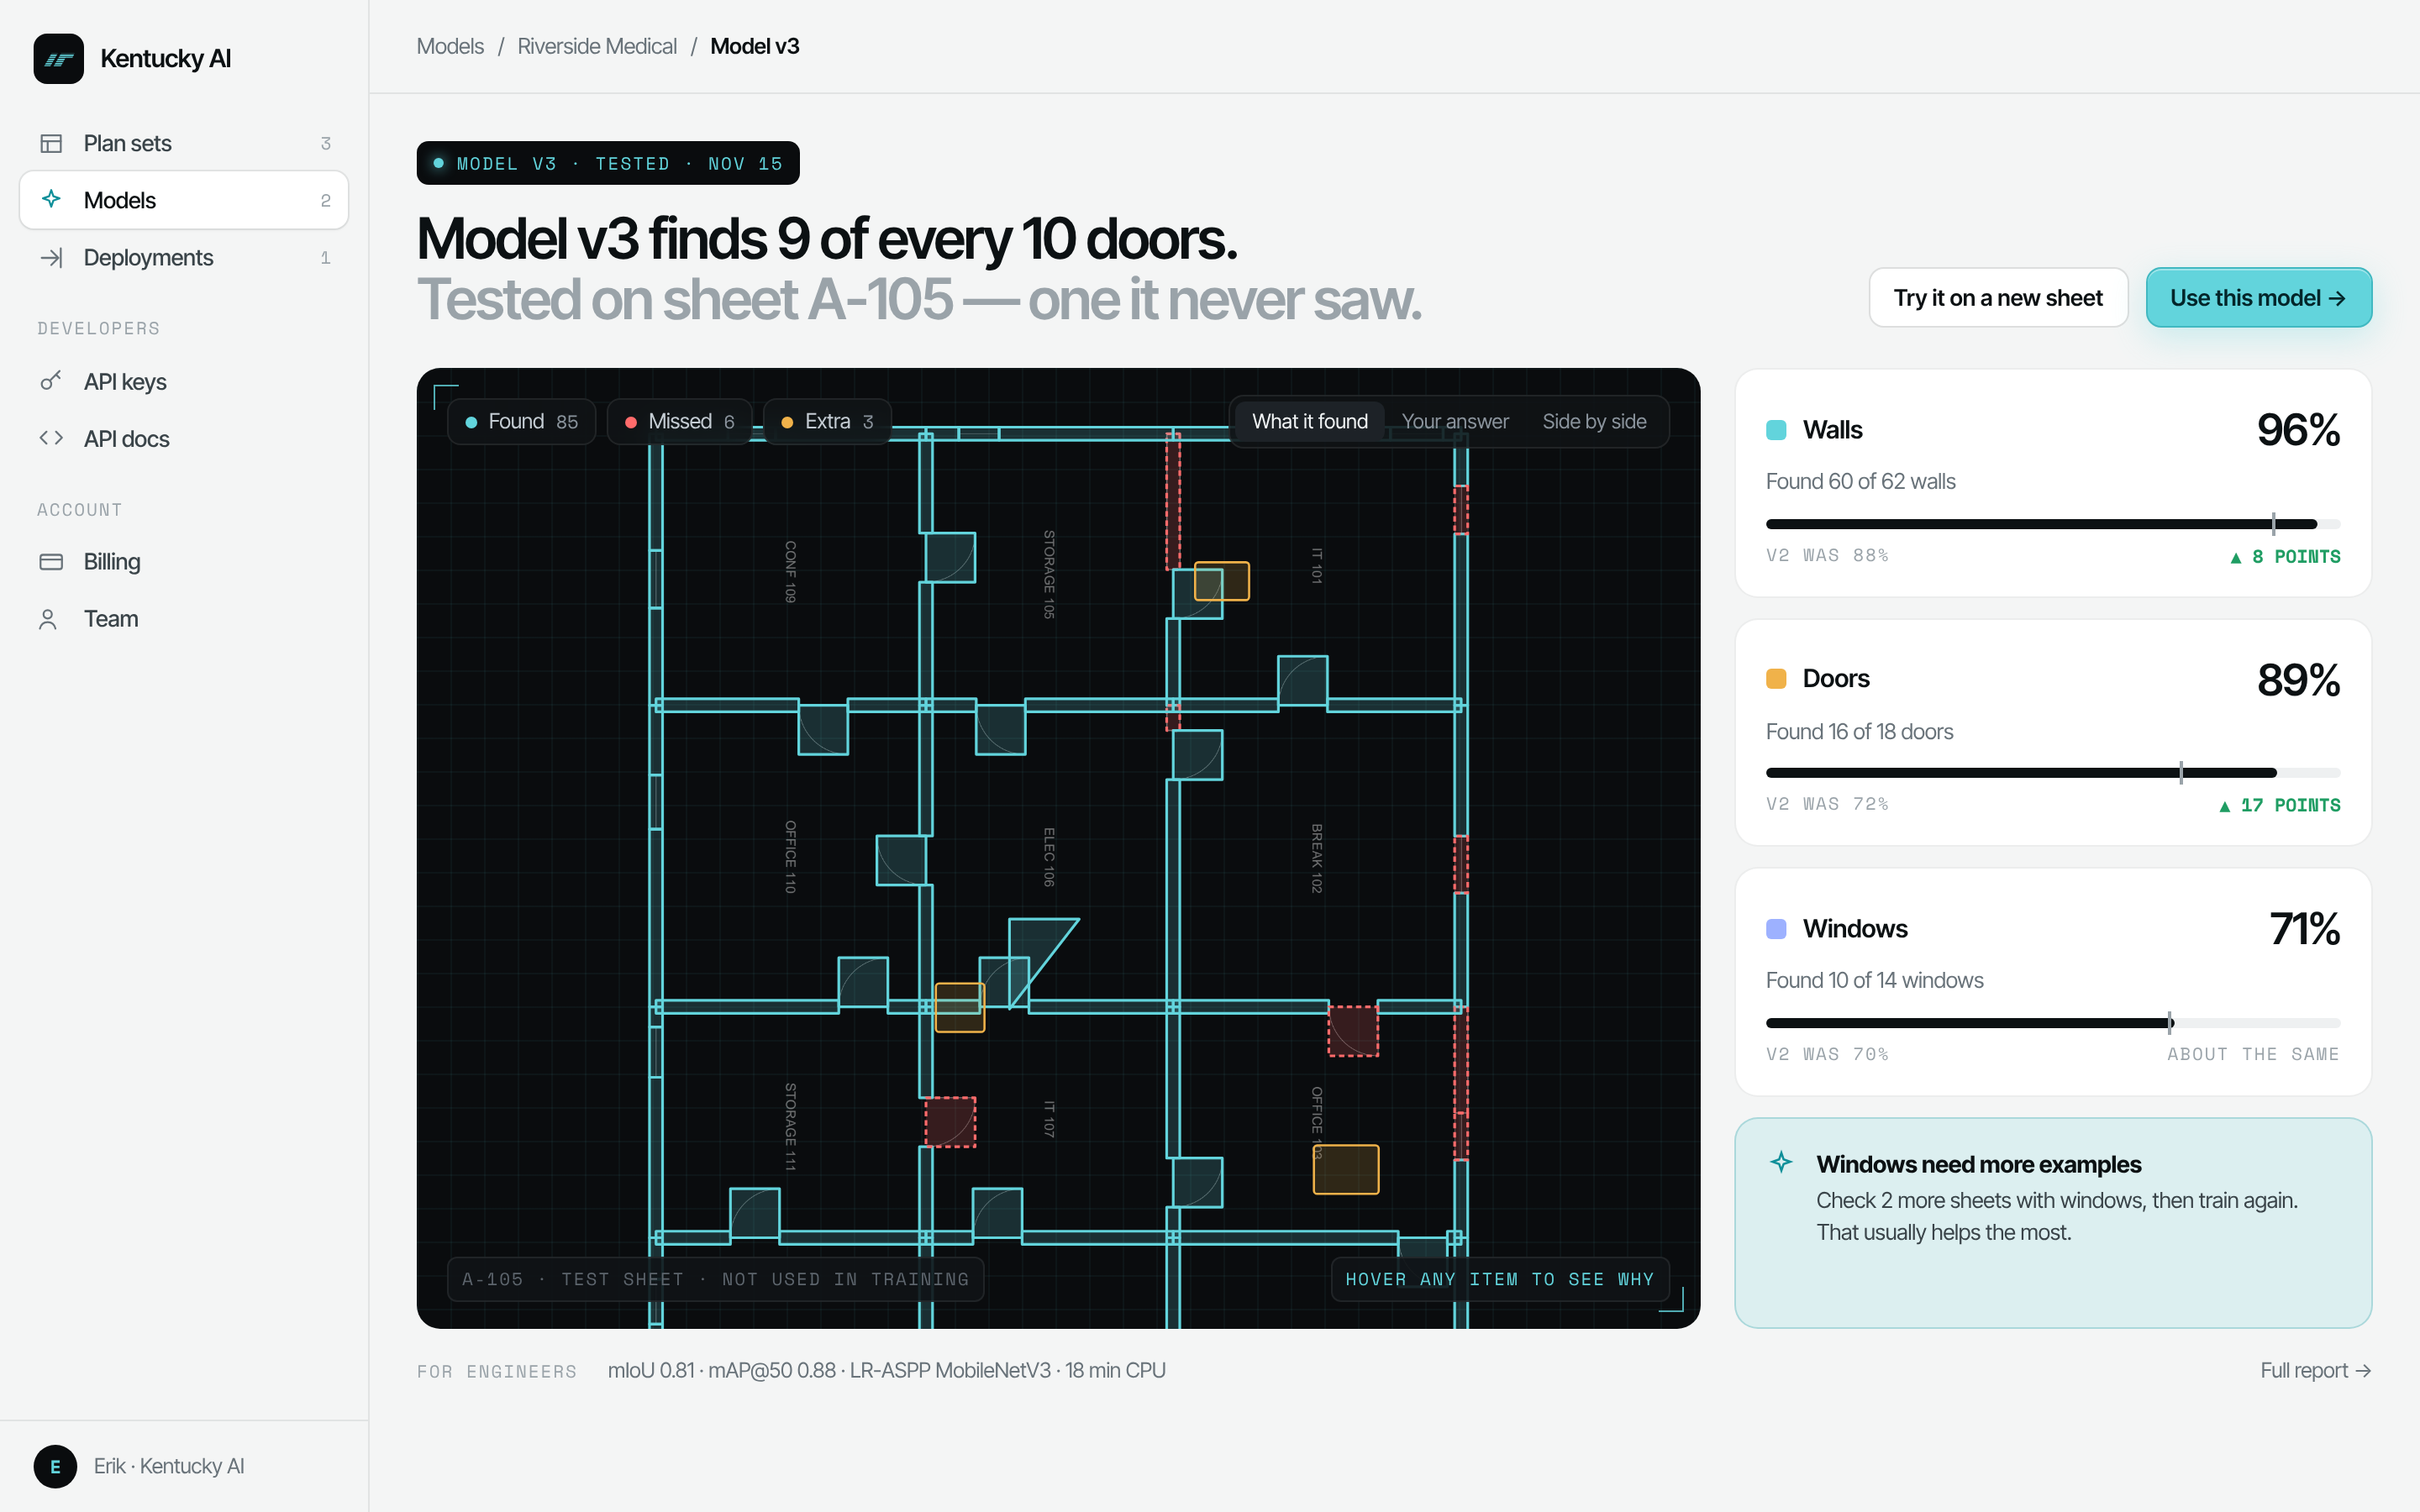 Kentucky AI
Plan sets 3
Models 2
Deployments 1
DEVELOPERS
API keys
API docs
ACCOUNT
Billing
Team
E
Erik · Kentucky AI
Models / Riverside Medical / Model v3
MODEL V3 · TESTED · NOV 15
Model v3 finds 9 of every 10 doors.
Tested on sheet A-105 — one it never saw.
Try it on a new sheet
Use this model →
Found 85
Missed 6
Extra 3
What it found
Your answer
Side by side
CONF 109
STORAGE 105
IT 101
OFFICE 110
ELEC 106
BREAK 102
STORAGE 111
IT 107
OFFICE 103
A-105 · TEST SHEET · NOT USED IN TRAINING
HOVER ANY ITEM TO SEE WHY
Walls 96%
Found 60 of 62 walls
V2 WAS 88% ▲ 8 POINTS
Doors 89%
Found 16 of 18 doors
V2 WAS 72% ▲ 17 POINTS
Windows 71%
Found 10 of 14 windows
V2 WAS 70% ABOUT THE SAME
Windows need more examples
Check 2 more sheets with windows, then train again.
That usually helps the most.
FOR ENGINEERS mIoU 0.81 · mAP@50 0.88 · LR-ASPP MobileNetV3 · 18 min CPU
Full report →